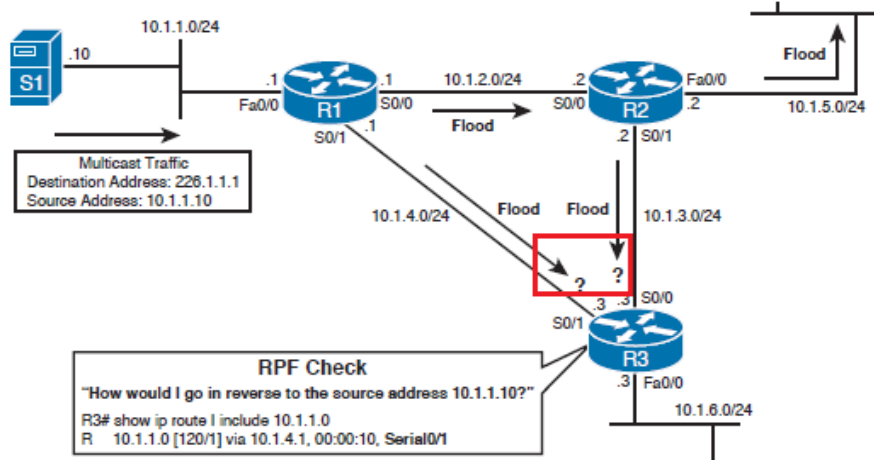 10.1.1.0/24
.10
S1
.1
Fa0/0
R1
.1
S0/0
10.1.2.0/24
Flood
.2
S0/0
R2
Fa0/0
.2
Flood
10.1.5.0/24
S0/1
.1
.2
S0/1
Multicast Traffic
Destination Address: 226.1.1.1
Source Address: 10.1.1.10
10.1.4.0/24
Flood
Flood
10.1.3.0/24
?
?
.3
.3
S0/0
S0/1
R3
.3
Fa0/0
10.1.6.0/24
RPF Check
"How would I go in reverse to the source address 10.1.1.10?"
R3# show ip route I include 10.1.1.0
R 10.1.1.0 [120/1] via 10.1.4.1, 00:00:10, Serial0/1